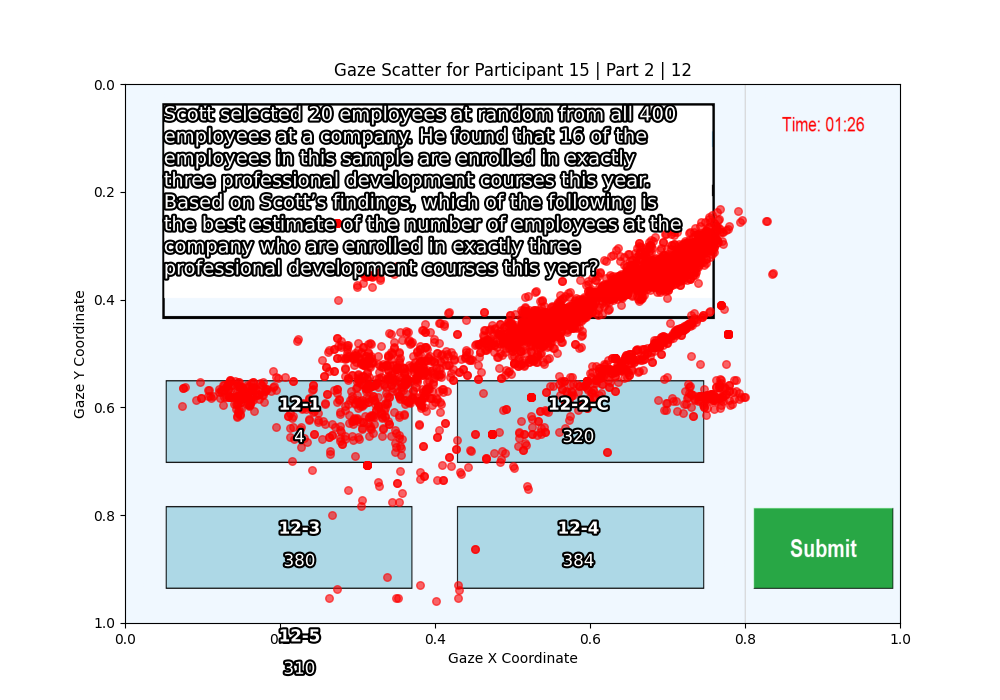 Gaze Scatter for Participant 15 | Part 2 | 12
0.0
0.2
0.4
0.6
0.8
1.0
Gaze Y Coordinate
Scott selected 20 employees at random from all 400
employees at a company. He found that 16 of the
employees in this sample are enrolled in exactly
three professional development courses this year.
Based on Scott's findings, which of the following is
the best estimate of the number of employees at the
company who are enrolled in exactly three
professional development courses this year?
Time: 01:26
12-1
4
12-2-C
320
12-3
380
12-4
384
Submit
12-5
310
0.0
0.4
0.6
0.8
1.0
Gaze X Coordinate